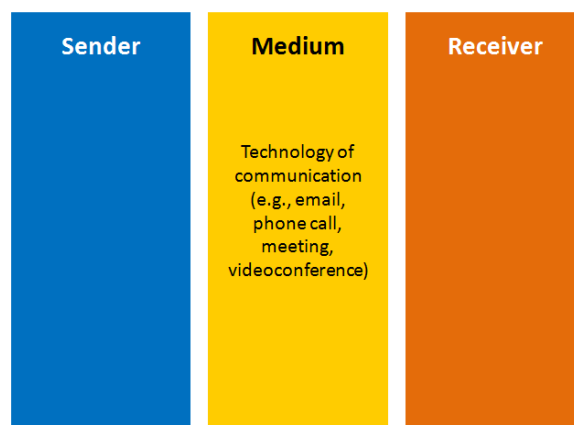 Sender
Medium
Receiver
Technology of
communication
(e.g., email,
phone call,
meeting,
videoconference)